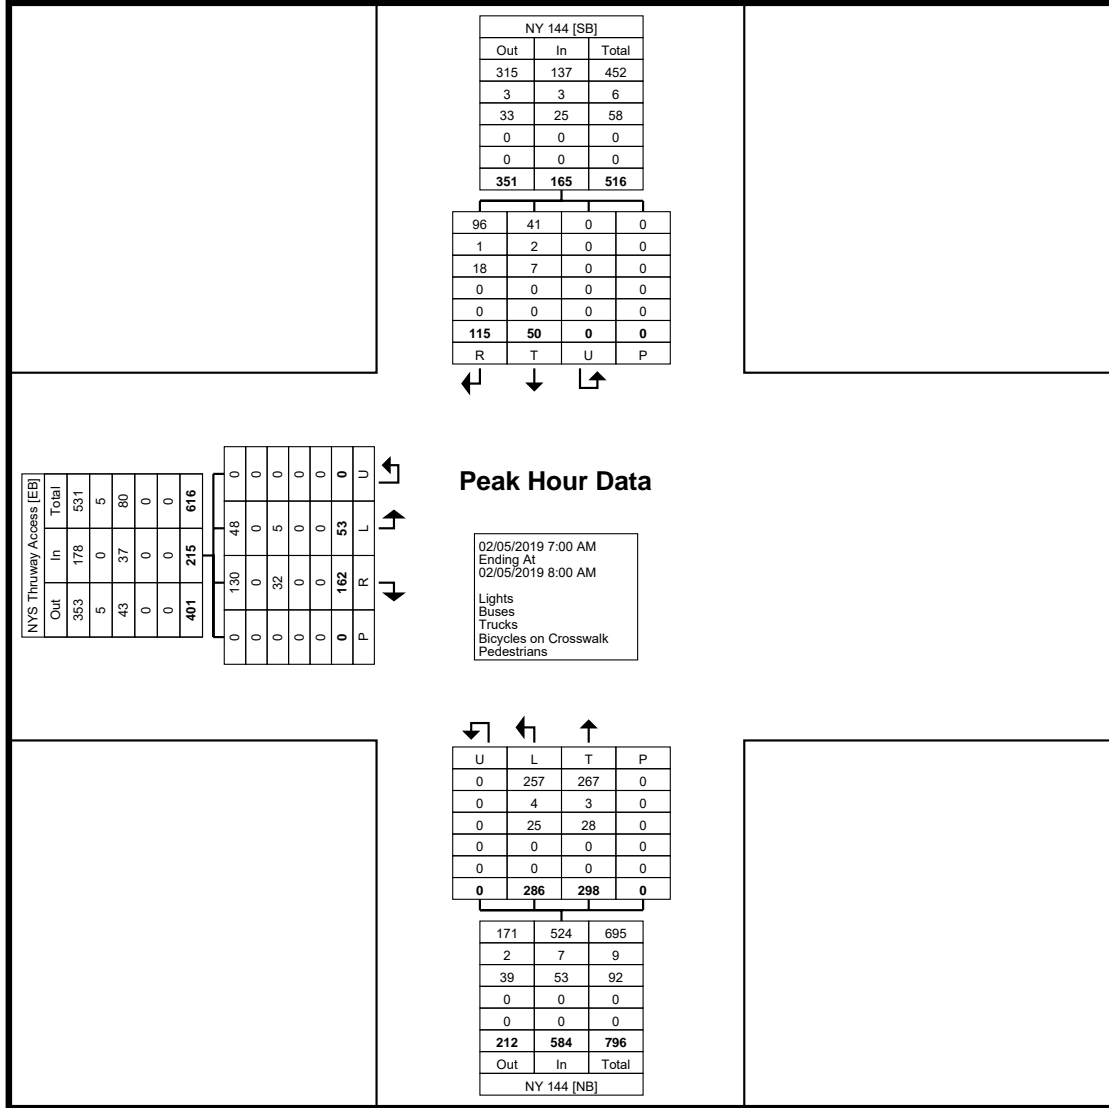 NY 144 [SB]
Out In Total
315 137 452
3 3 6
33 25 58
0 0 0
0 0 0
351 165 516
96 41 0 0
1 2 0 0
18 7 0 0
0 0 0 0
0 0 0 0
115 50 0 0
R T U P
NYS Thruway Access [EB]
Out In Total
353 178 531
5 0 5
43 37 80
0 0 0
0 0 0
401 215 616
0 130 48 0
0 0 0 0
0 32 5 0
0 0 0 0
0 0 0 0
0 162 53 0
P R L U
Peak Hour Data
02/05/2019 7:00 AM
Ending At
02/05/2019 8:00 AM
Lights
Buses
Trucks
Bicycles on Crosswalk
Pedestrians
U L T P
0 257 267 0
0 4 3 0
0 25 28 0
0 0 0 0
0 0 0 0
0 286 298 0
171 524 695
2 7 9
39 53 92
0 0 0
0 0 0
212 584 796
Out In Total
NY 144 [NB]